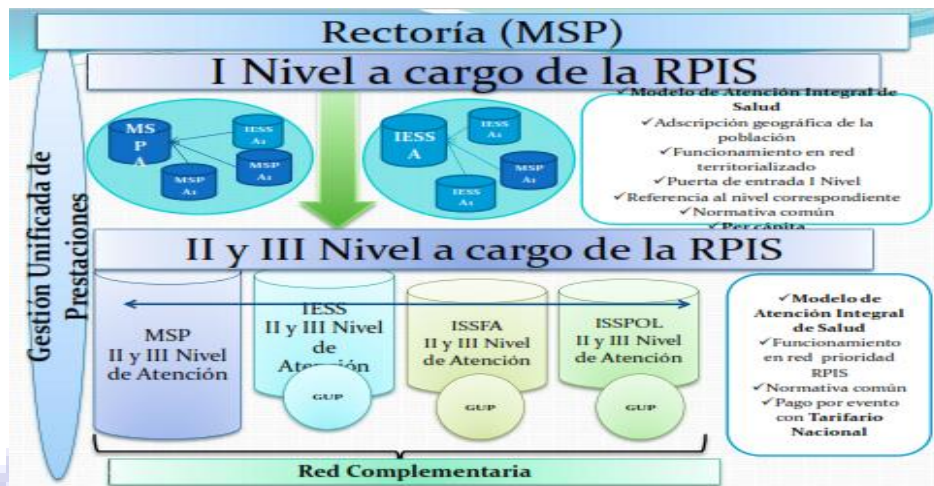 Rectoría (MSP)
I Nivel a cargo de la RPIS
Gestión Unificada de
Prestaciones
MS
P
A
IESS
A1
MSP
A1
MSP
A2
IESS
A
IESS
A1
MSP
A1
IESS
A2
✓Modelo de Atención Integral de
Salud
✓Adscripción geográfica de la
población
✓Funcionamiento en red
territorializado
✓Puerta de entrada I Nivel
✓Referencia al nivel correspondiente
✓Normativa común
✓Per cápita
II y III Nivel a cargo de la RPIS
MSP
II y III Nivel
de Atención
IESS
II y III Nivel
de
Atención
GUP
ISSFA
II y III Nivel
de Atención
GUP
ISSPOL
II y III Nivel
de Atención
GUP
✓Modelo de
Atención Integral
de Salud
✓Funcionamiento
en red prioridad
RPIS
✓Normativa común
✓Pago por evento
con Tarifario
Nacional
Red Complementaria